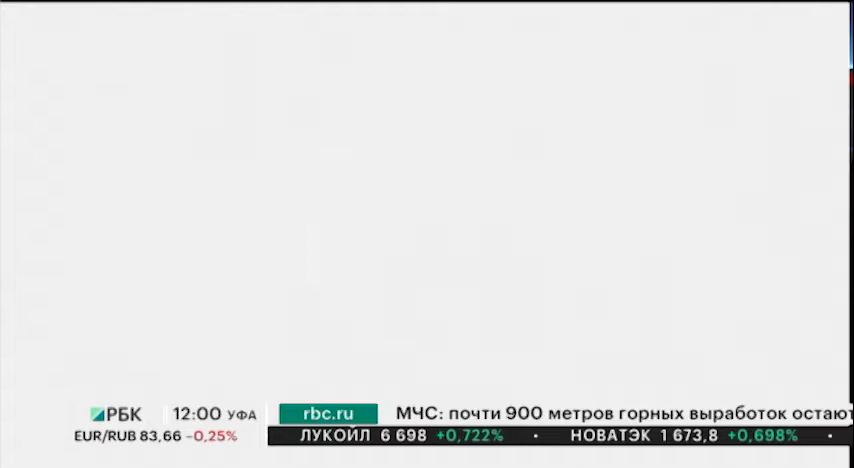 РБК 12:00 УФА rbc.ru МЧС: почти 900 метров горных выработок остают
EUR/RUB 83,66 -0,25% ЛУКОЙЛ 6 698 +0,722% • НОВАТЭК 1 673,8 +0,698% •